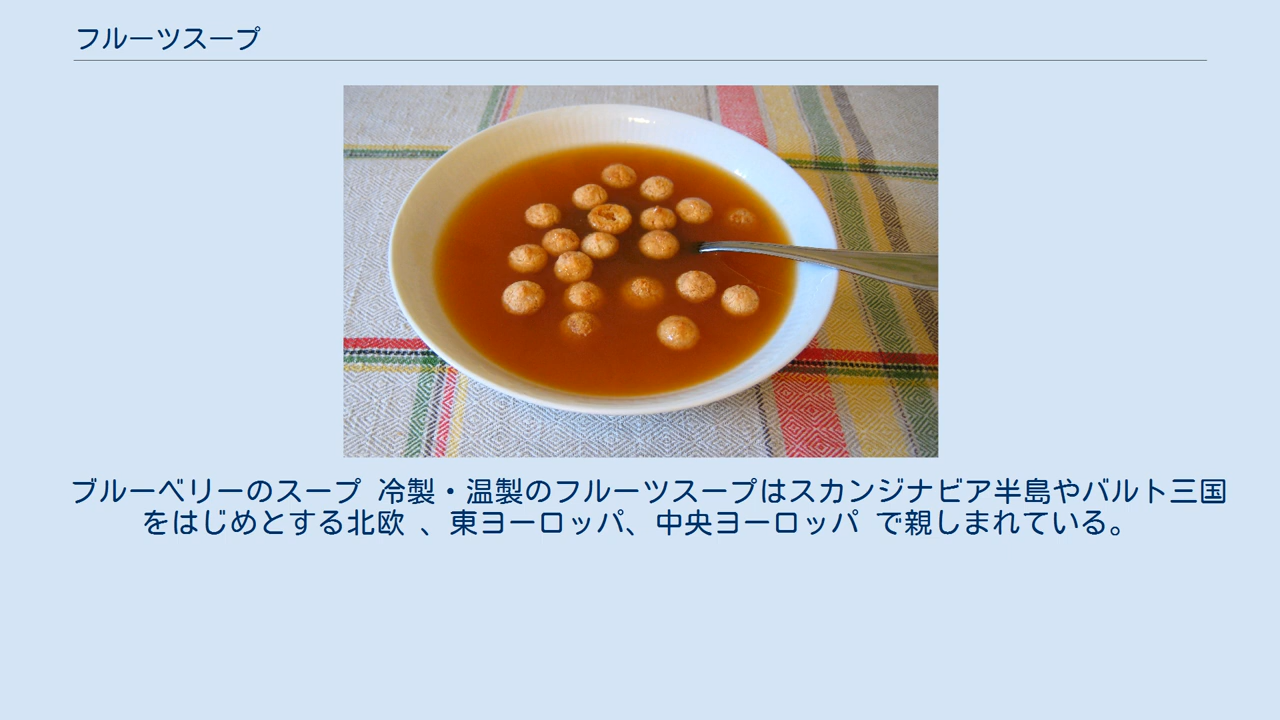 フルーツスープ
ブルーベリーのスープ 冷製・温製のフルーツスープはスカンジナビア半島やバルト三国
をはじめとする北欧 、東ヨーロッパ、中央ヨーロッパ で親しまれている。